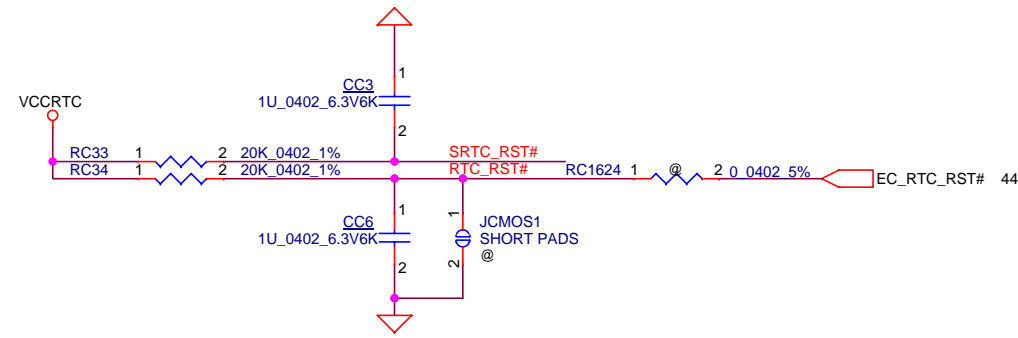 1
CC3
1U_0402_6.3V6K
2
VCCRTC
RC33 1 2 20K_0402_1% SRTC_RST#
RC34 1 2 20K_0402_1% RTC_RST# RC1624 1 @ 2 0_0402_5% EC_RTC_RST# 44
1
CC6
1U_0402_6.3V6K
2
1
JCMOS1
SHORT PADS
@
2